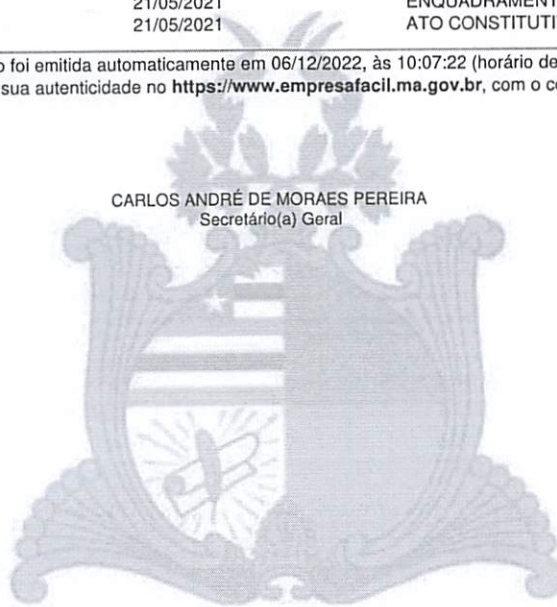 21/05/2021 ENQUADRAMENT
21/05/2021 ATO CONSTITUTI
o foi emitida automaticamente em 06/12/2022, às 10:07:22 (horário de
sua autenticidade no https://www.empresafacil.ma.gov.br, com o c
CARLOS ANDRÉ DE MORAES PEREIRA
Secretário(a) Geral